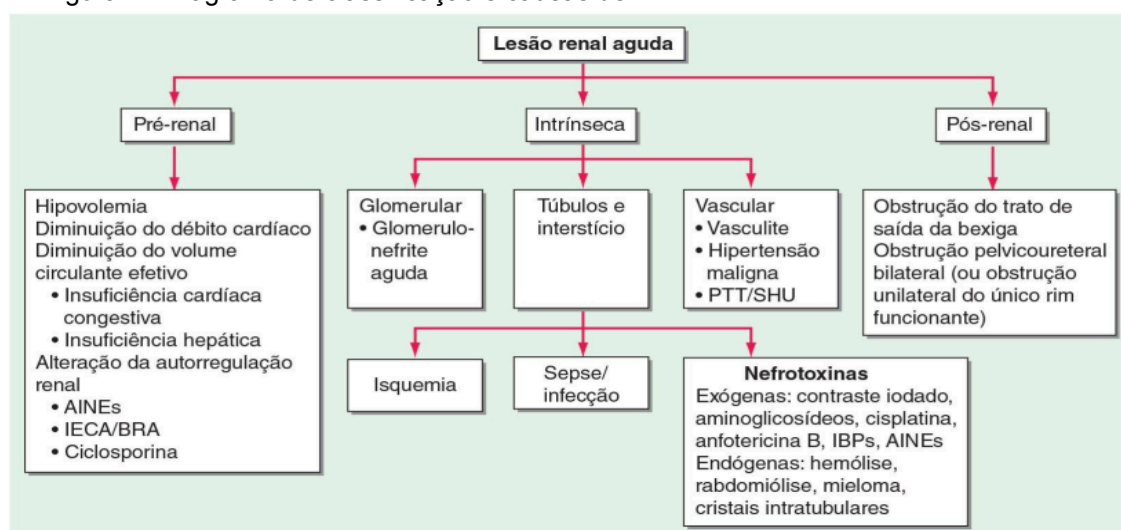 Lesão renal aguda
Pré-renal
Intrínseca
Pós-renal
Hipovolemia
Diminuição do débito cardíaco
Diminuição do volume
circulante efetivo
• Insuficiência cardíaca
congestiva
• Insuficiência hepática
Alteração da autorregulação
renal
• AINEs
• IECA/BRA
• Ciclosporina
Glomerular
• Glomerulo-
nefrite
aguda
Túbulos e
interstício
Vascular
• Vasculite
• Hipertensão
maligna
• PTT/SHU
Obstrução do trato de
saída da bexiga
Obstrução pelvicoureteral
bilateral (ou obstrução
unilateral do único rim
funcionante)
Isquemia
Sepse/
infecção
Nefrotoxinas
Exógenas: contraste iodado,
aminoglicosídeos, cisplatina,
anfotericina B, IBPs, AINEs
Endógenas: hemólise,
rabdomiólise, mieloma,
cristais intratubulares